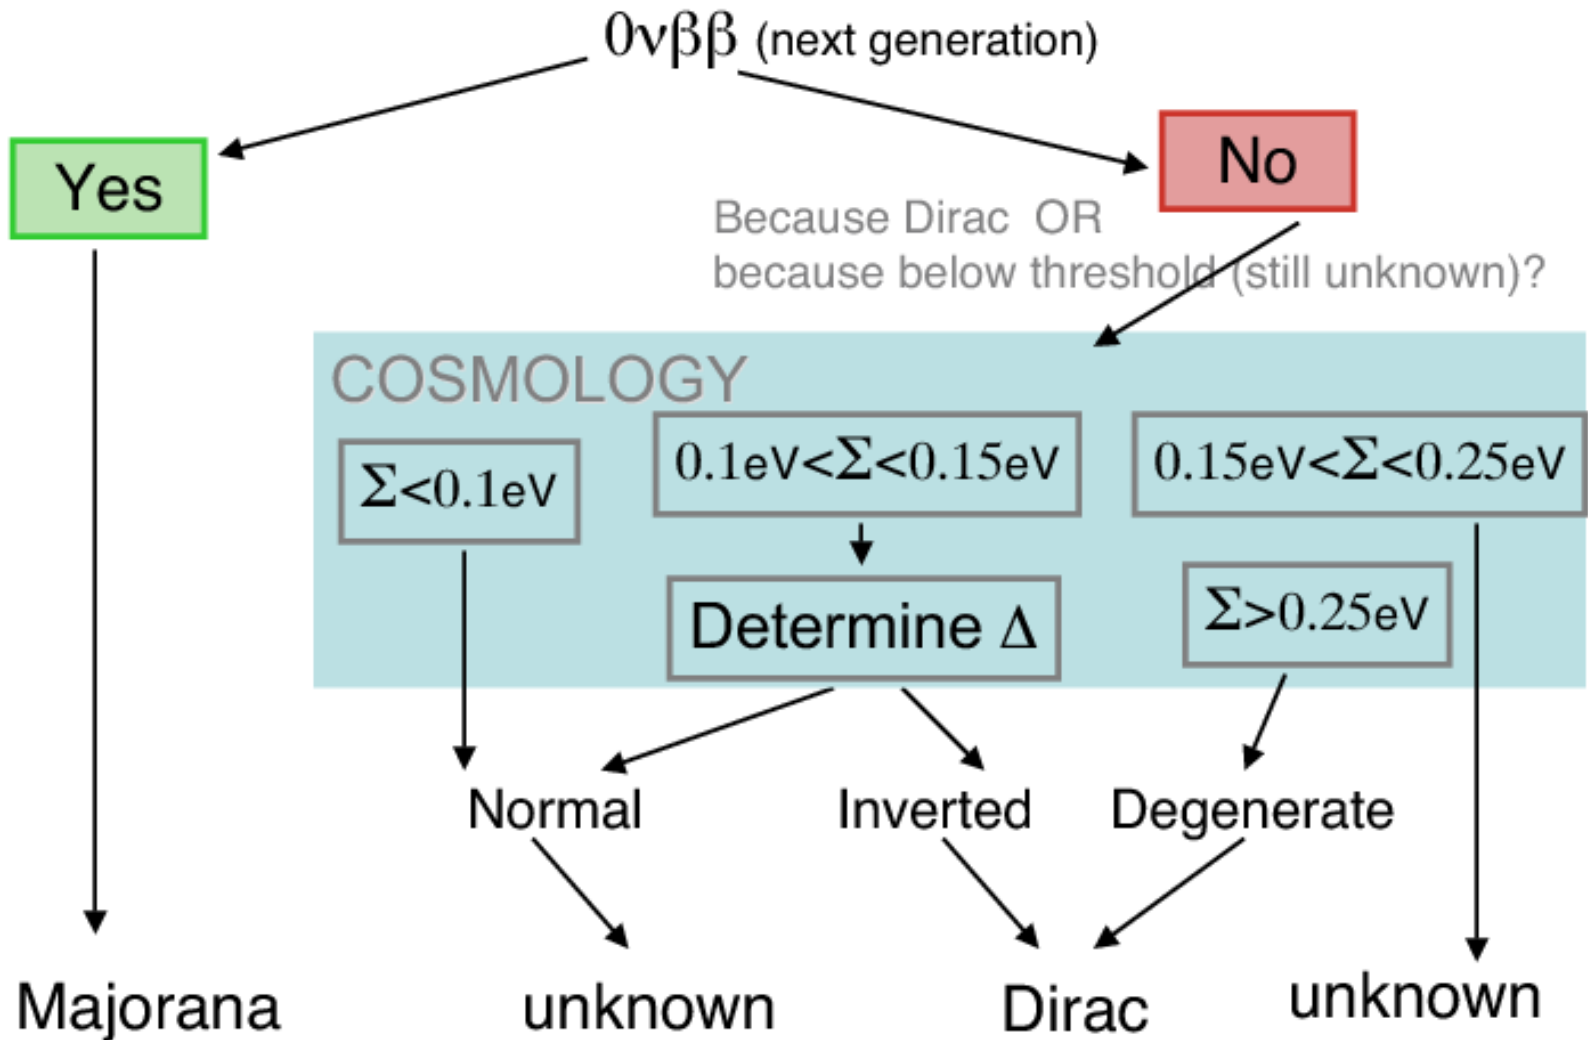 0νββ (next generation)
Yes
No
Because Dirac OR
because below threshold (still unknown)?
COSMOLOGY
Σ<0.1eV
0.1eV<Σ<0.15eV
0.15eV<Σ<0.25eV
Determine Δ
Σ>0.25eV
Normal
Inverted
Degenerate
Majorana
unknown
Dirac
unknown